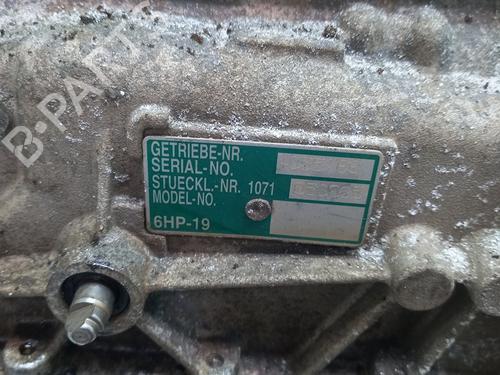 B-PARTS
GETRIEBE-NR.
SERIAL-NO.
STUECKL.-NR. 1071
MODEL-NO.
6HP-19